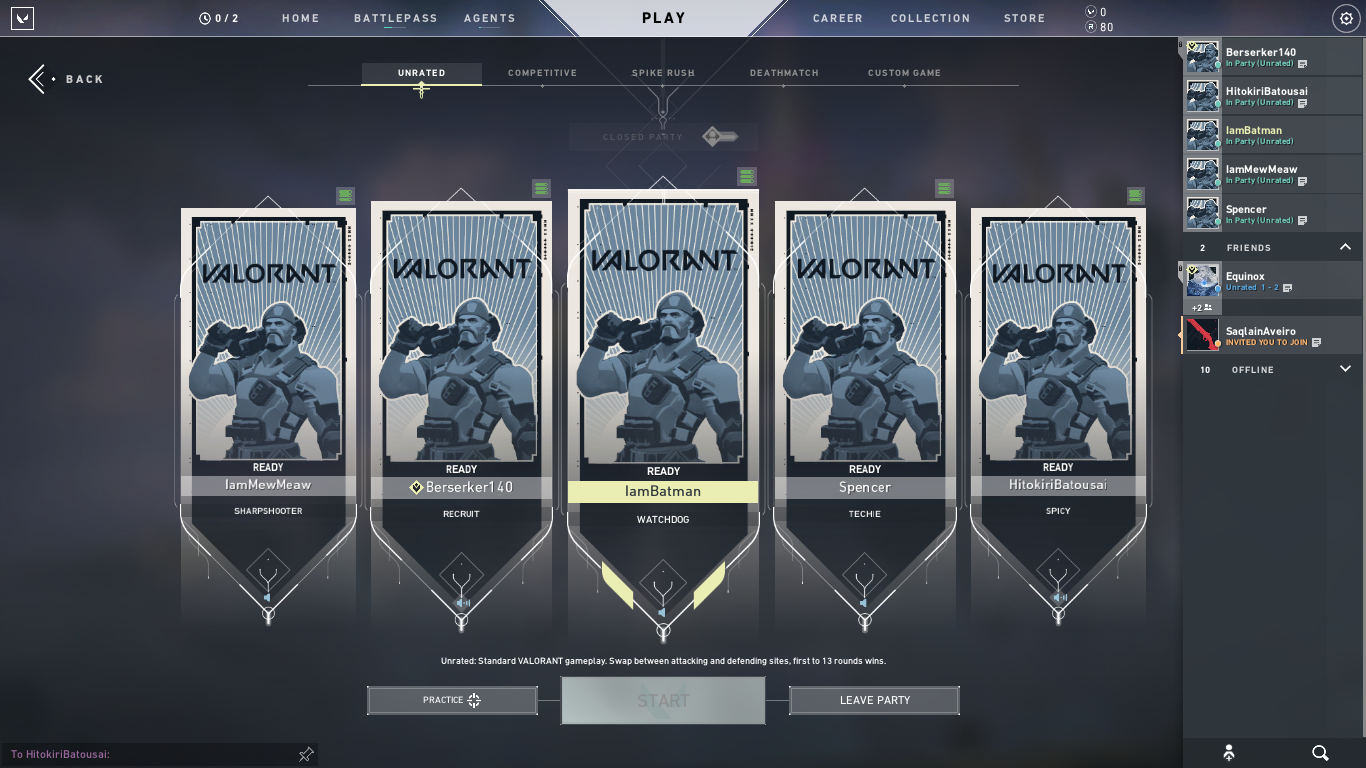 0 / 2
HOME
BATTLEPASS
AGENTS
PLAY
CAREER
COLLECTION
STORE
0
80
BACK
UNRATED
COMPETITIVE
SPIKE RUSH
DEATHMATCH
CUSTOM GAME
CLOSED PARTY
VALORANT
READY
IamMewMeaw
SHARPSHOOTER
VALORANT
READY
Berserker140
RECRUIT
VALORANT
READY
IamBatman
WATCHDOG
VALORANT
READY
Spencer
TECHIE
VALORANT
READY
HitokiriBatousai
SPICY
Unrated: Standard VALORANT gameplay. Swap between attacking and defending sites, first to 13 rounds wins.
PRACTICE
START
LEAVE PARTY
To HitokiriBatousai:
Berserker140
In Party (Unrated)
HitokiriBatousai
In Party (Unrated)
IamBatman
In Party (Unrated)
IamMewMeaw
In Party (Unrated)
Spencer
In Party (Unrated)
2 FRIENDS
Equinox
Unrated 1 - 2
+2
SaqlainAveiro
INVITED YOU TO JOIN
10 OFFLINE